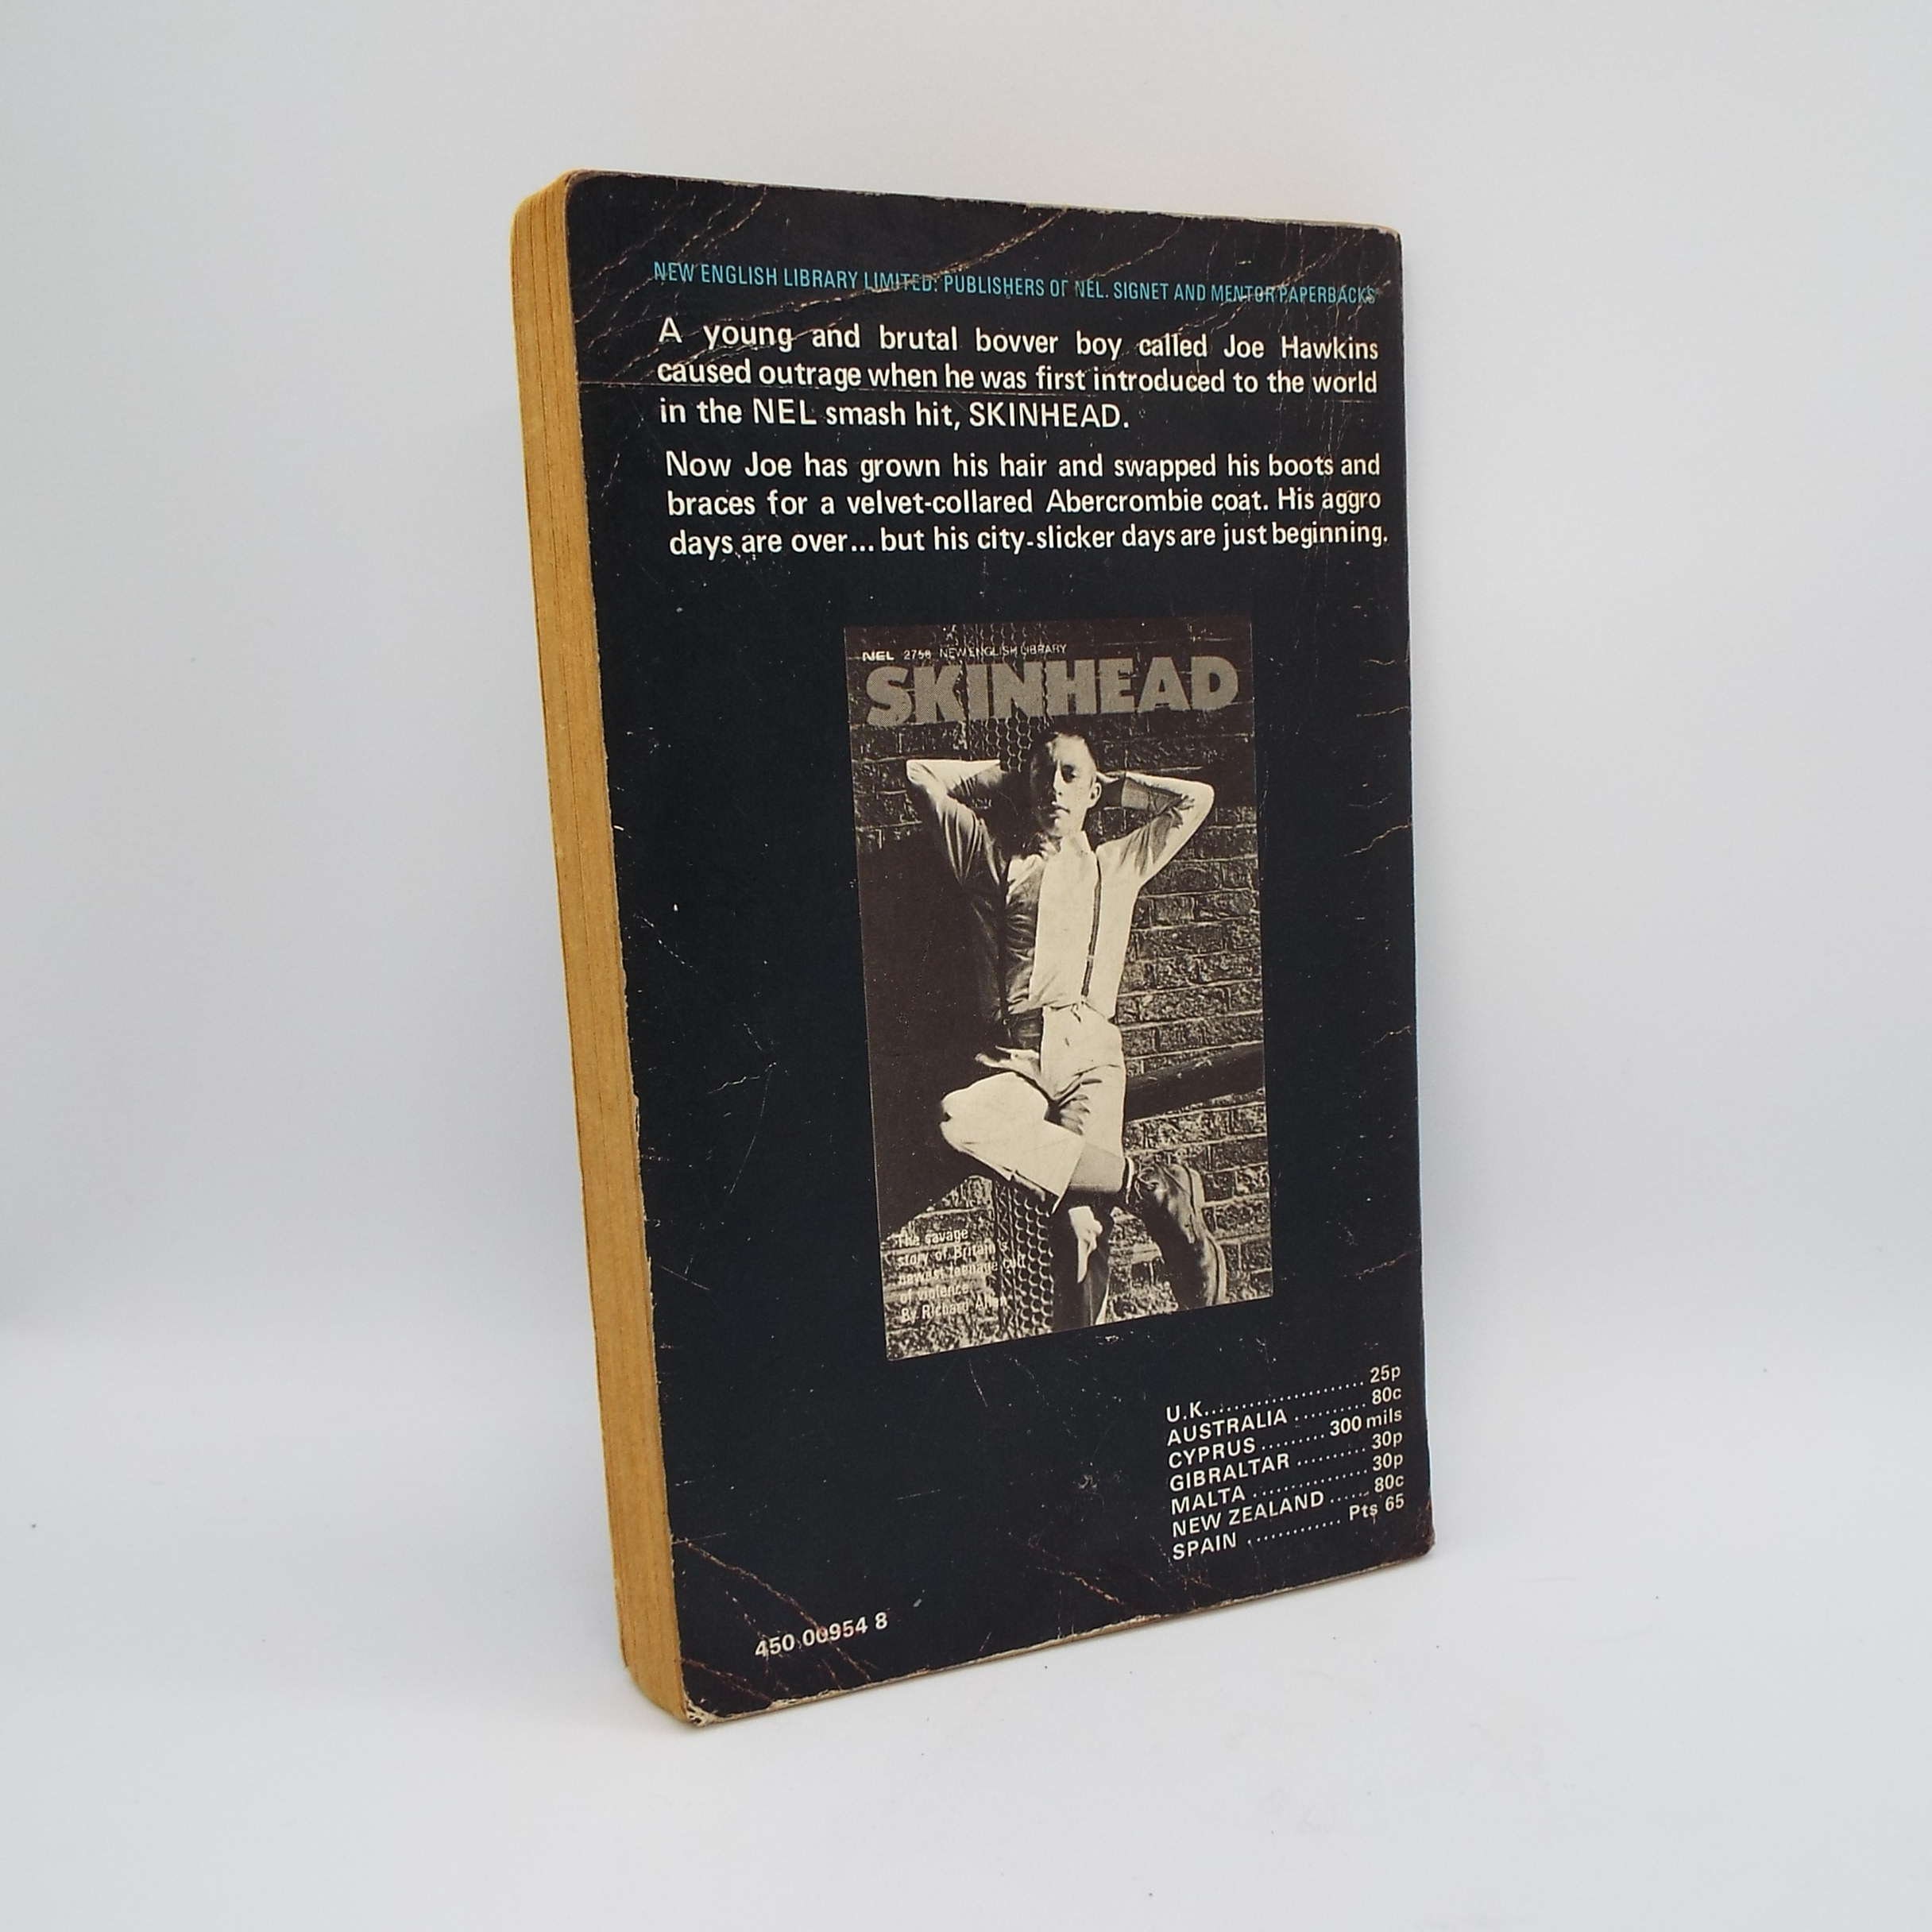 NEW ENGLISH LIBRARY LIMITED: PUBLISHERS OF NEL. SIGNET AND MENTOR PAPERBACKS
A young and brutal bovver boy called Joe Hawkins
caused outrage when he was first introduced to the world
in the NEL smash hit, SKINHEAD.
Now Joe has grown his hair and swapped his boots and
braces for a velvet-collared Abercrombie coat. His aggro
days are over... but his city-slicker days are just beginning.
NEL 2758 NEW ENGLISH LIBRARY
SKINHEAD
The savage
story of Britain's
newest teenage cult
of violence
By Richard Allen
U.K. 25p
AUSTRALIA 80c
CYPRUS 300 mils
GIBRALTAR 30p
MALTA 30p
NEW ZEALAND 80c
SPAIN Pts 65
450 00954 8